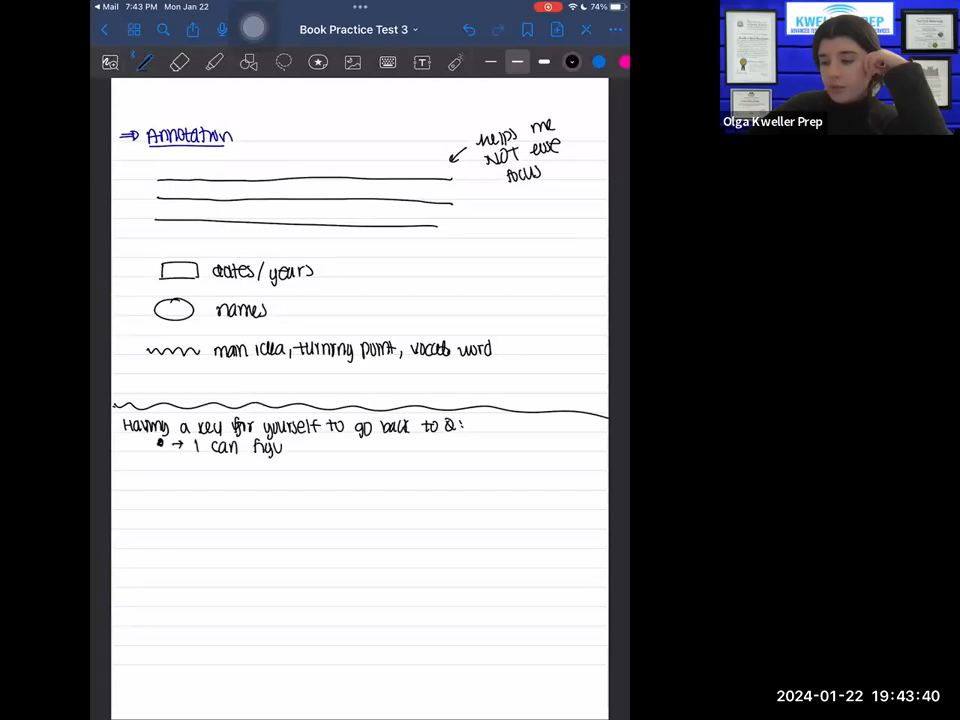 Mail 7:43 PM Mon Jan 22
74%
Book Practice Test 3
KWELLER PREP
Olga Kweller Prep
⇒ Annotation
helps me
NOT
focus
dates/years
names
main idea, turning point, vocab word
Having a key for yourself to go back to Q:
→ I can figu
2024-01-22 19:43:40